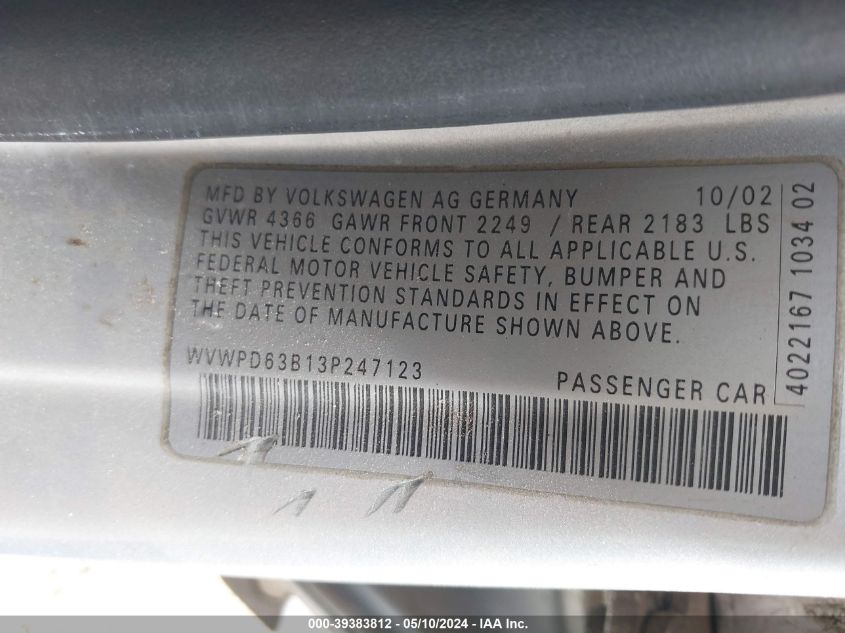 MFD BY VOLKSWAGEN AG GERMANY 10/02
GVWR 4366 GAWR FRONT 2249 / REAR 2183 LBS
THIS VEHICLE CONFORMS TO ALL APPLICABLE U.S.
FEDERAL MOTOR VEHICLE SAFETY, BUMPER AND
THEFT PREVENTION STANDARDS IN EFFECT ON
THE DATE OF MANUFACTURE SHOWN ABOVE.
WVWPD63B13P247123 PASSENGER CAR
4022167 1034 02
000-39383812 - 05/10/2024 - IAA Inc.